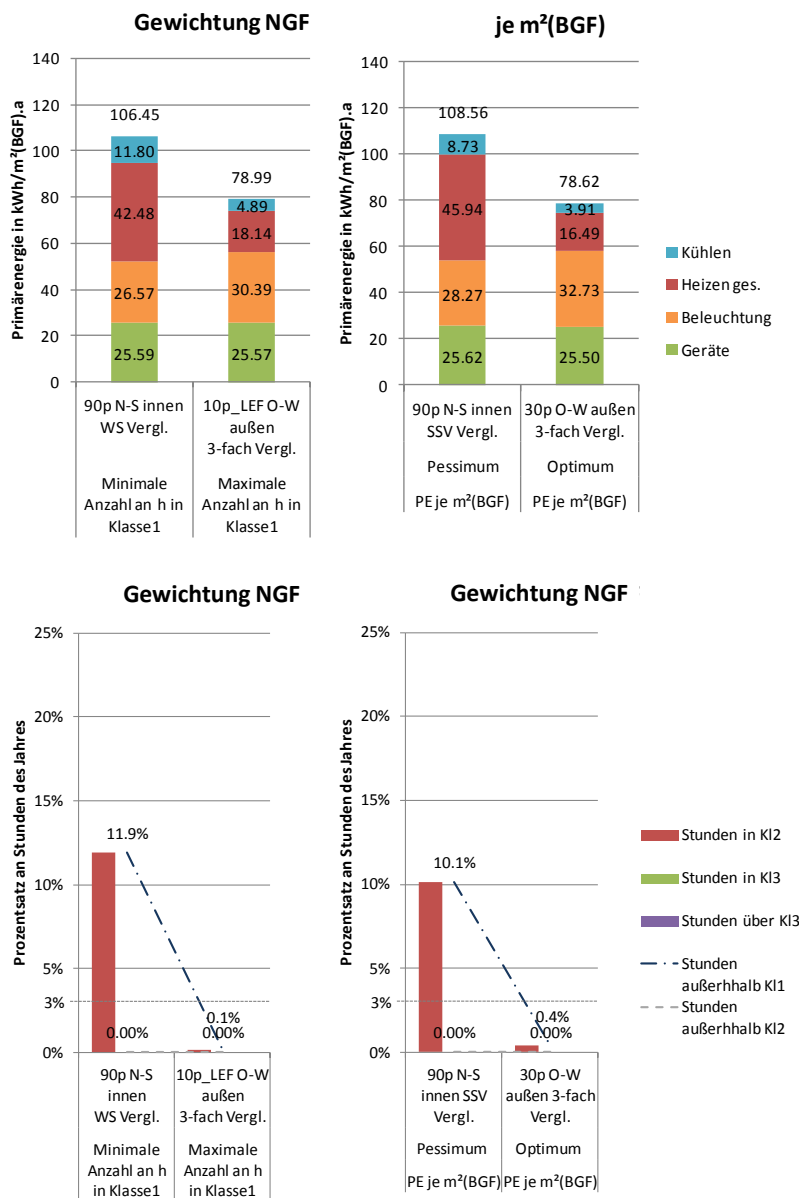 Gewichtung NGF
Primärenergie in kWh/m²(BGF).a
140
120
100
80
60
40
20
0
106.45
11.80
42.48
26.57
25.59
78.99
4.89
18.14
30.39
25.57
90p N-S innen
WS Vergl.
10p_LEF O-W
außen
3-fach Vergl.
Minimale
Anzahl an h in
Klasse1
Maximale
Anzahl an h in
Klasse1
je m²(BGF)
Primärenergie in kWh/m²(BGF).a
140
120
100
80
60
40
20
0
108.56
8.73
45.94
28.27
25.62
78.62
3.91
16.49
32.73
25.50
90p N-S innen
SSV Vergl.
30p O-W außen
3-fach Vergl.
Pessimum
Optimum
PE je m²(BGF)
PE je m²(BGF)
Kühlen
Heizen ges.
Beleuchtung
Geräte
Gewichtung NGF
Prozentsatz an Stunden des Jahres
25%
20%
15%
10%
5%
3%
0%
11.9%
0.00%
0.1%
0.00%
90p N-S
innen
WS Vergl.
10p_LEF O-W
außen
3-fach Vergl.
Minimale
Anzahl an h
in Klasse1
Maximale
Anzahl an h
in Klasse1
Gewichtung NGF
Prozentsatz an Stunden des Jahres
25%
20%
15%
10%
5%
3%
0%
10.1%
0.00%
0.4%
0.00%
90p N-S
innen SSV
Vergl.
30p O-W
außen 3-fach
Vergl.
Pessimum
Optimum
PE je m²(BGF)
PE je m²(BGF)
Stunden in Kl2
Stunden in Kl3
Stunden über Kl3
Stunden
außerhhalb Kl1
Stunden
außerhhalb Kl2